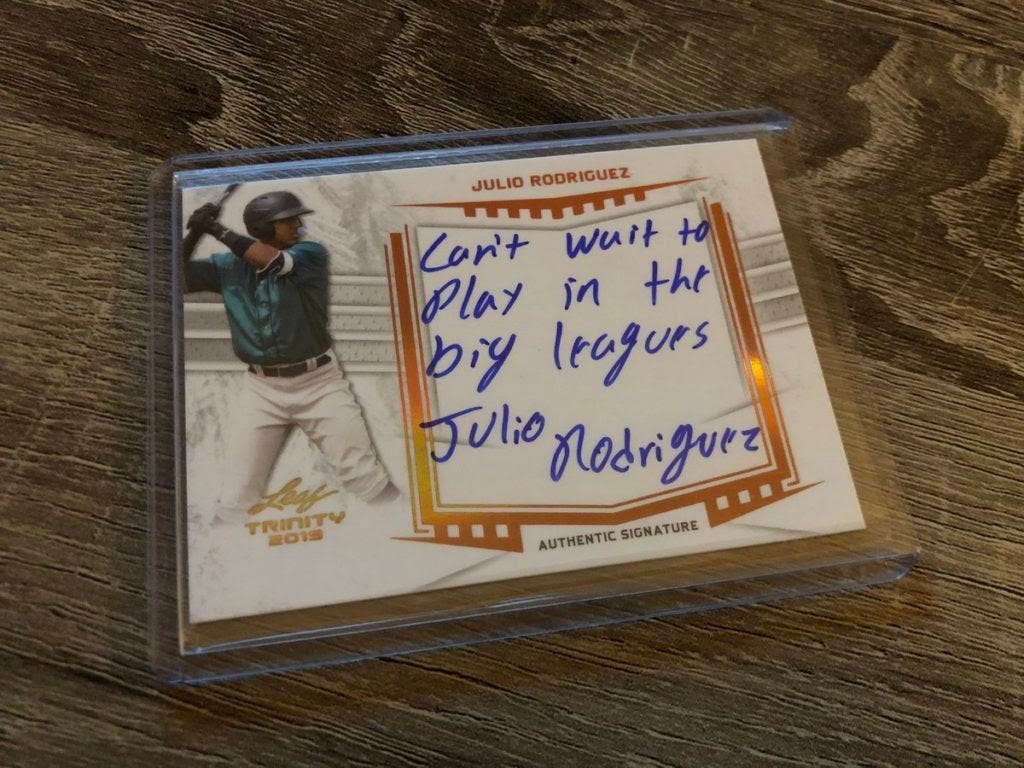 JULIO RODRIGUEZ
Can't wait to
Play in the
big leagues
Julio Rodriguez
Leaf
TRINITY
2019
AUTHENTIC SIGNATURE